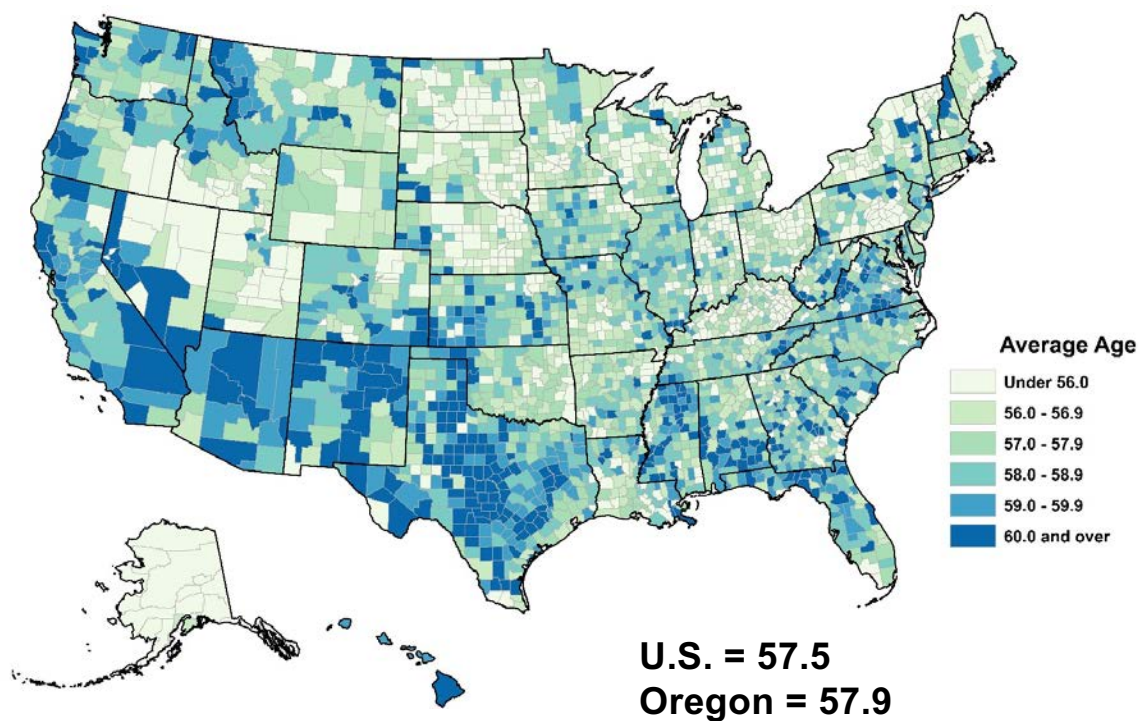 Average Age
Under 56.0
56.0 - 56.9
57.0 - 57.9
58.0 - 58.9
59.0 - 59.9
60.0 and over
U.S. = 57.5
Oregon = 57.9